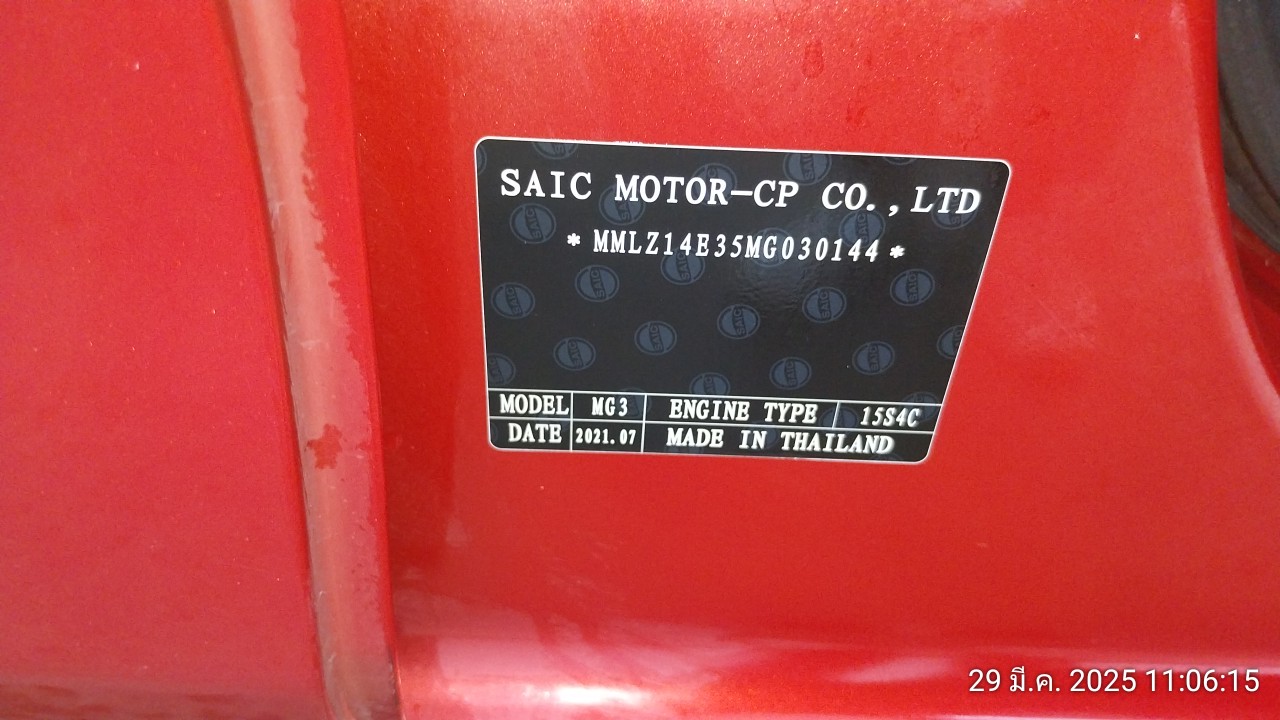 SAIC MOTOR-CP CO.,LTD
* MMLZ14E35MG030144 *
MODEL MG3 ENGINE TYPE 15S4C
DATE 2021.07 MADE IN THAILAND
29 มี.ค. 2025 11:06:15